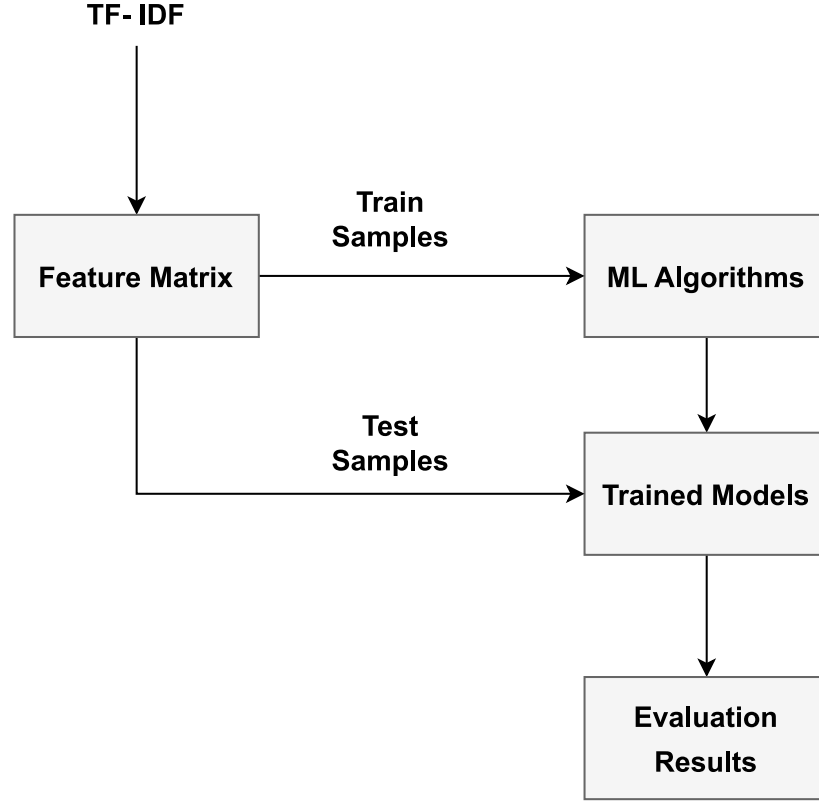 TF- IDF
Train
Samples
Feature Matrix
ML Algorithms
Test
Samples
Trained Models
Evaluation
Results